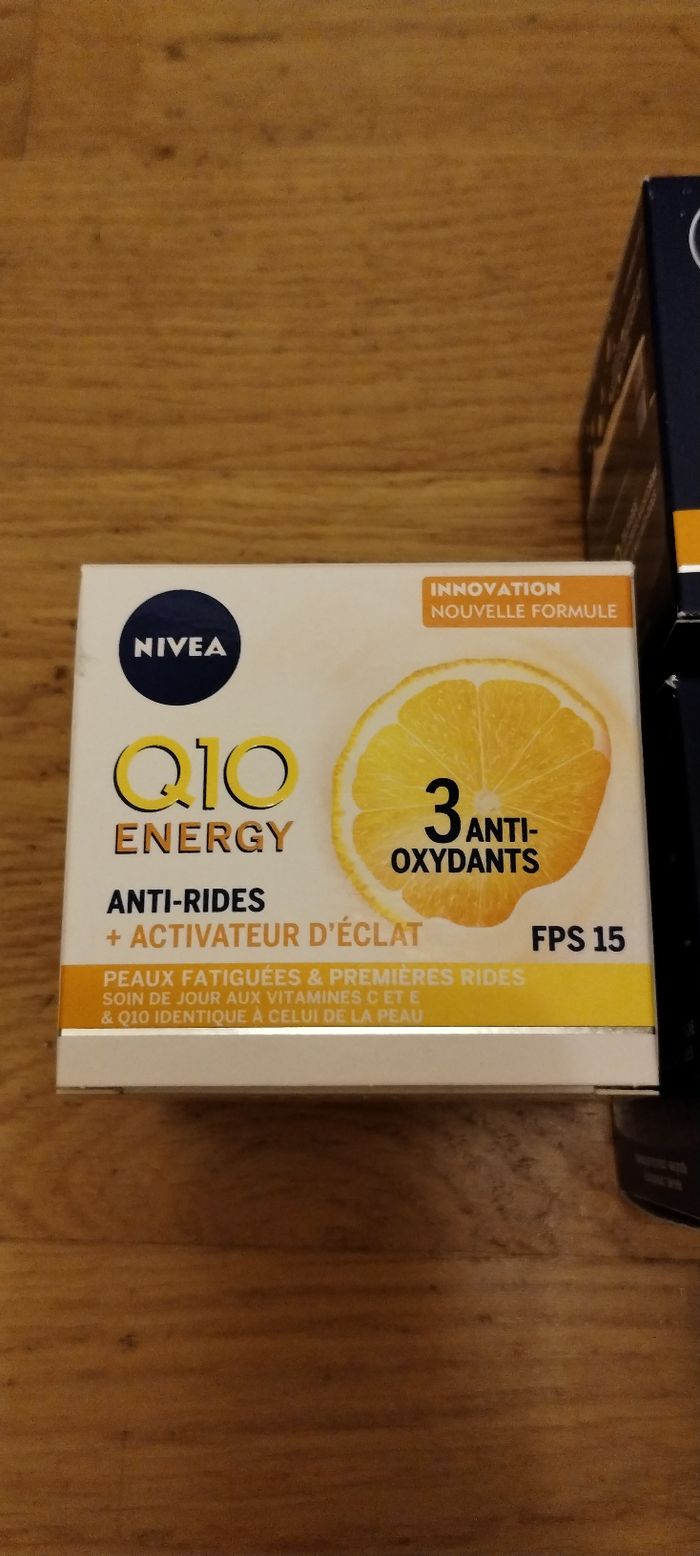 NIVEA
INNOVATION
NOUVELLE FORMULE
Q10
ENERGY
3 ANTI-
OXYDANTS
ANTI-RIDES
+ ACTIVATEUR D'ÉCLAT
FPS 15
PEAUX FATIGUÉES & PREMIÈRES RIDES
SOIN DE JOUR AUX VITAMINES C ET E
& Q10 IDENTIQUE À CELUI DE LA PEAU